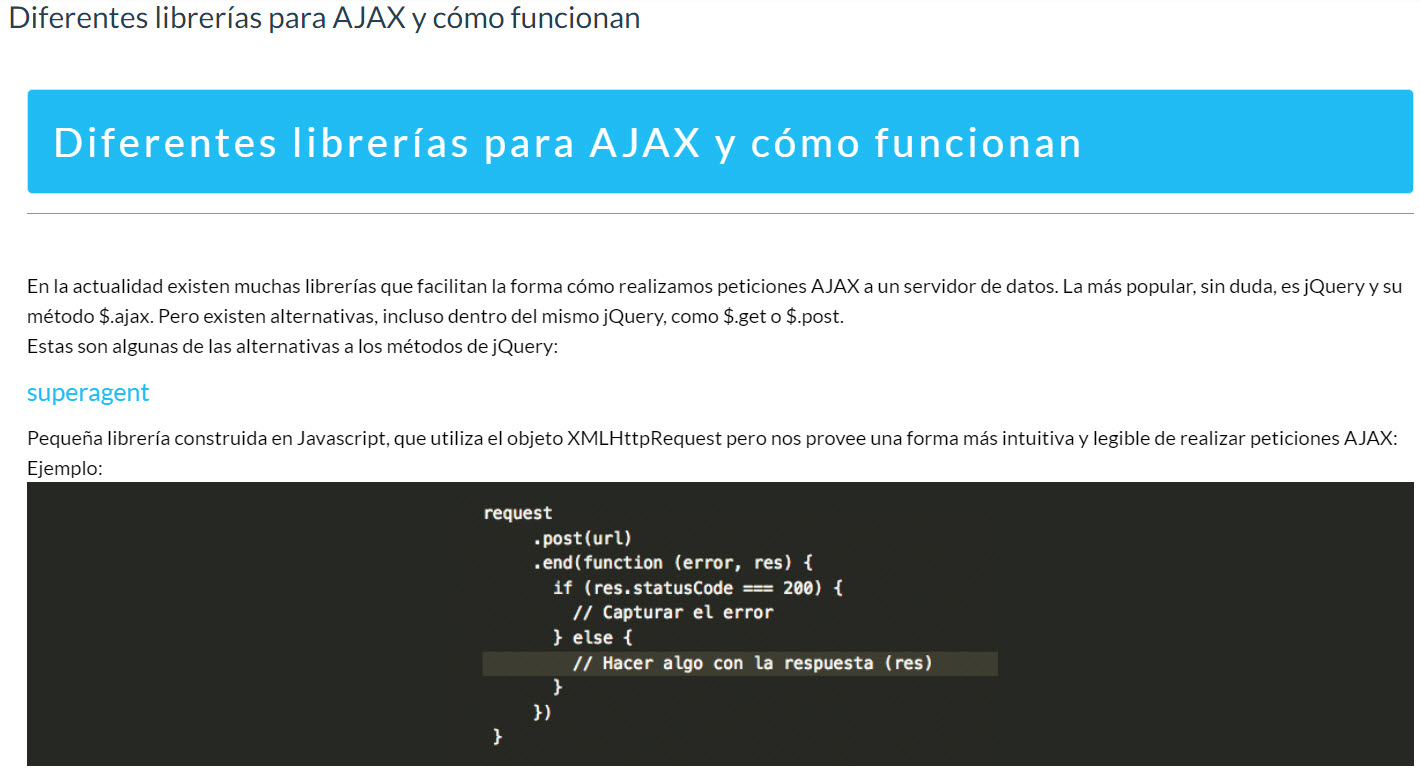 Diferentes librerías para AJAX y cómo funcionan
Diferentes librerías para AJAX y cómo funcionan
En la actualidad existen muchas librerías que facilitan la forma cómo realizamos peticiones AJAX a un servidor de datos. La más popular, sin duda, es jQuery y su
método $.ajax. Pero existen alternativas, incluso dentro del mismo jQuery, como $.get o $.post.
Estas son algunas de las alternativas a los métodos de jQuery:
superagent
Pequeña librería construida en Javascript, que utiliza el objeto XMLHttpRequest pero nos provee una forma más intuitiva y legible de realizar peticiones AJAX:
Ejemplo:
request
.post(url)
.end(function (error, res) {
if (res.statusCode === 200) {
// Capturar el error
} else {
// Hacer algo con la respuesta (res)
}
})
}